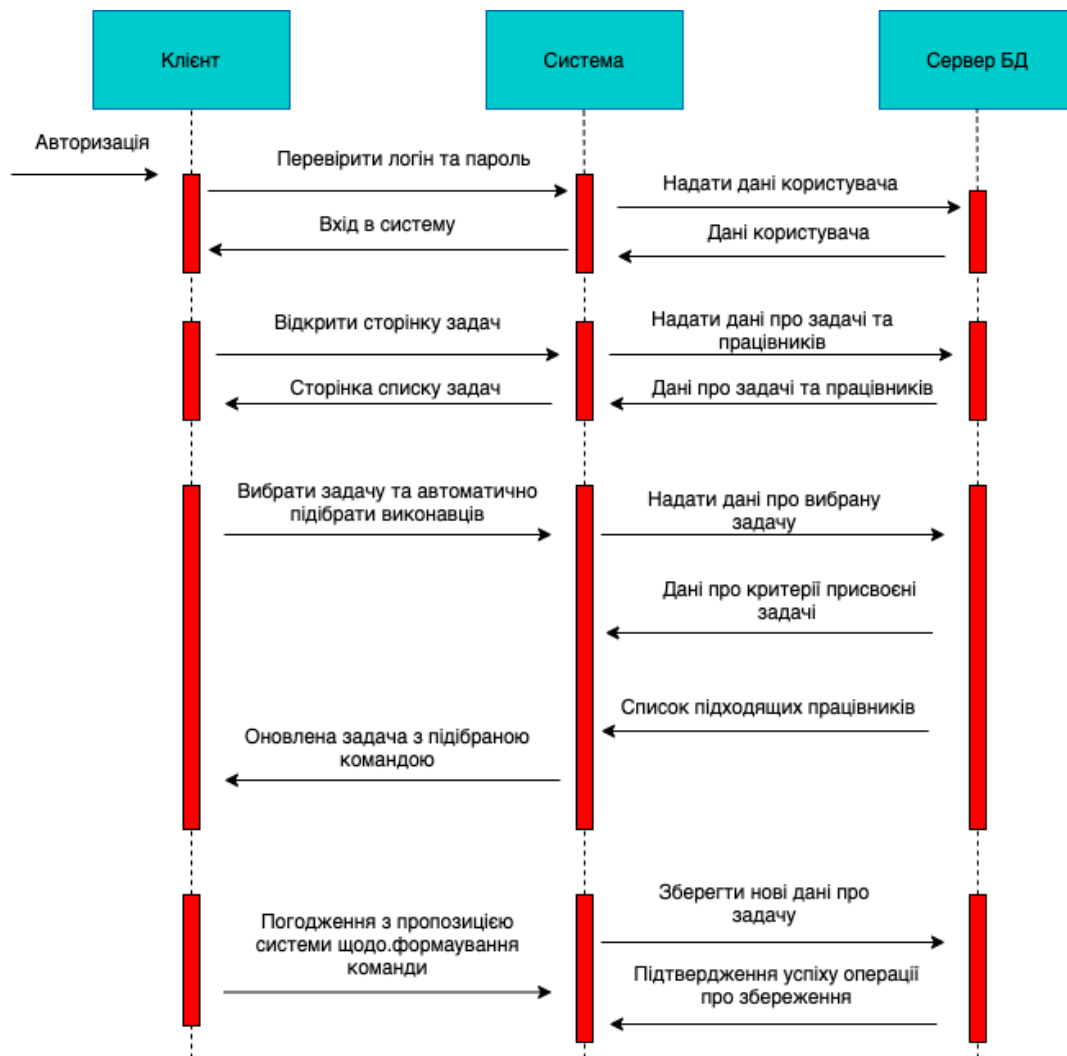 Клієнт
Система
Сервер БД
Авторизація
Перевірити логін та пароль
Надати дані користувача
Вхід в систему
Дані користувача
Відкрити сторінку задач
Надати дані про задачі та
працівників
Сторінка списку задач
Дані про задачі та працівників
Вибрати задачу та автоматично
підібрати виконавців
Надати дані про вибрану
задачу
Дані про критерії присвоєні
задачі
Список підходящих працівників
Оновлена задача з підібраною
командою
Зберегти нові дані про
задачу
Погодження з пропозицією
системи щодо.формаування
команди
Підтвердження успіху операції
про збереження